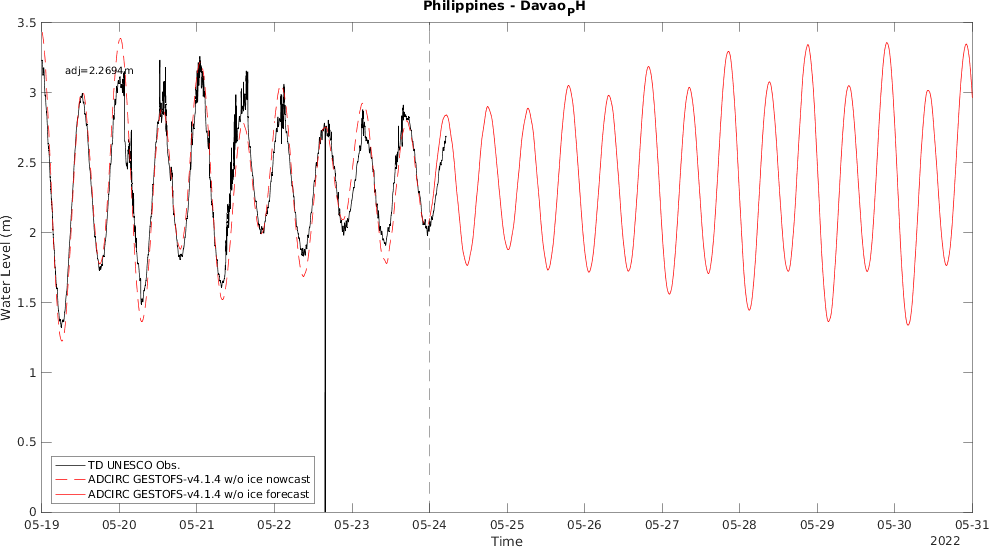 Philippines - DavaoPH
adj=2.2694m
Water Level (m)
3.5
3
2.5
2
1.5
1
0.5
0
TD UNESCO Obs.
ADCIRC GESTOFS-v4.1.4 w/o ice nowcast
ADCIRC GESTOFS-v4.1.4 w/o ice forecast
05-19 05-20 05-21 05-22 05-23 05-24 05-25 05-26 05-27 05-28 05-29 05-30 05-31
Time
2022